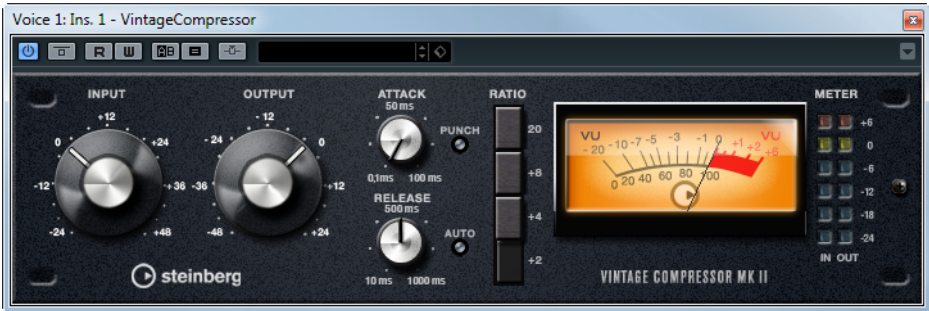 Voice 1: Ins. 1 - VintageCompressor
R W AB
INPUT
+12
0 +24
-12 +36
-24 +48
OUTPUT
-12
-24 0
-36 +12
-48 +24
ATTACK
50 ms
PUNCH
0,1ms 100 ms
RELEASE
500 ms
AUTO
10 ms 1000 ms
RATIO
20
+8
+4
+2
VU VU
-20 -10 -7 -5 -3 -1 0 +1 +2 +6
0 20 40 60 80 100
METER
+6
0
-6
-12
-18
-24
IN OUT
steinberg
VINTAGE COMPRESSOR MK II